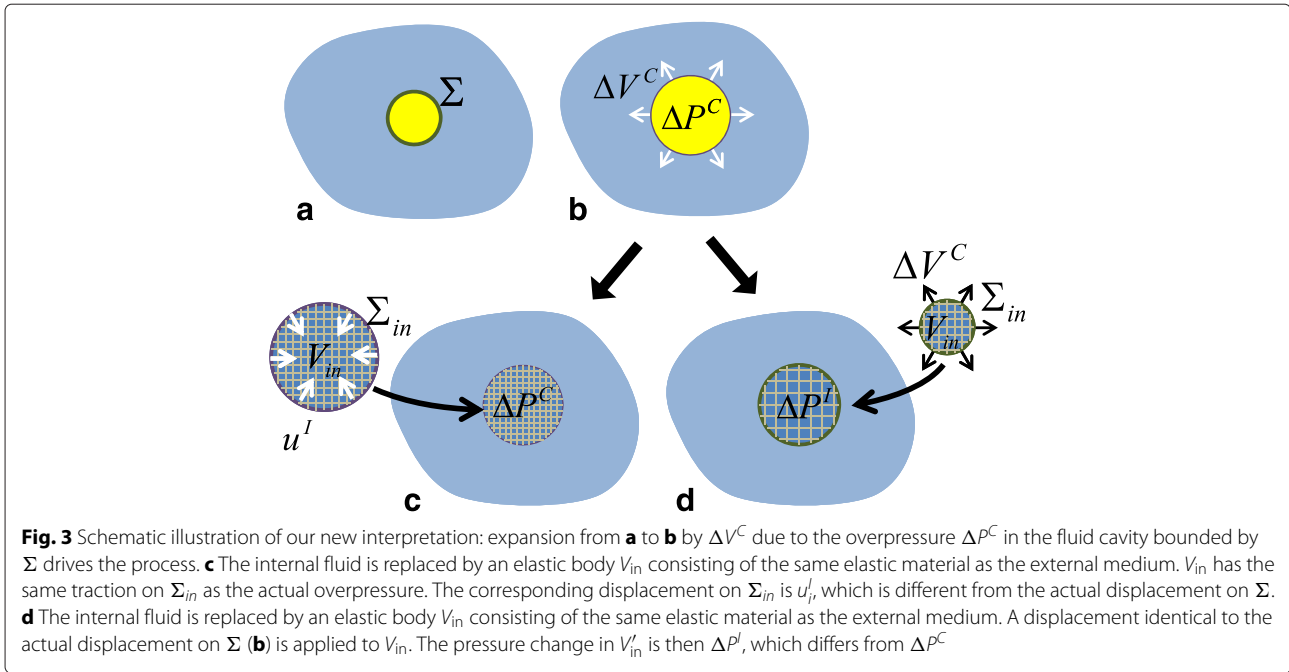 Σ
ΔV^C
ΔP^C
a
b
ΔV^C
Σ_in
Σ_in
V_in
V_in
ΔP^C
ΔP^I
u^I
c
d
Fig. 3 Schematic illustration of our new interpretation: expansion from a to b by ΔV^C due to the overpressure ΔP^C in the fluid cavity bounded by
Σ drives the process. c The internal fluid is replaced by an elastic body V_in consisting of the same elastic material as the external medium. V_in has the
same traction on Σ_in as the actual overpressure. The corresponding displacement on Σ_in is u_i^I, which is different from the actual displacement on Σ.
d The internal fluid is replaced by an elastic body V_in consisting of the same elastic material as the external medium. A displacement identical to the
actual displacement on Σ (b) is applied to V_in. The pressure change in V′_in is then ΔP^I, which differs from ΔP^C